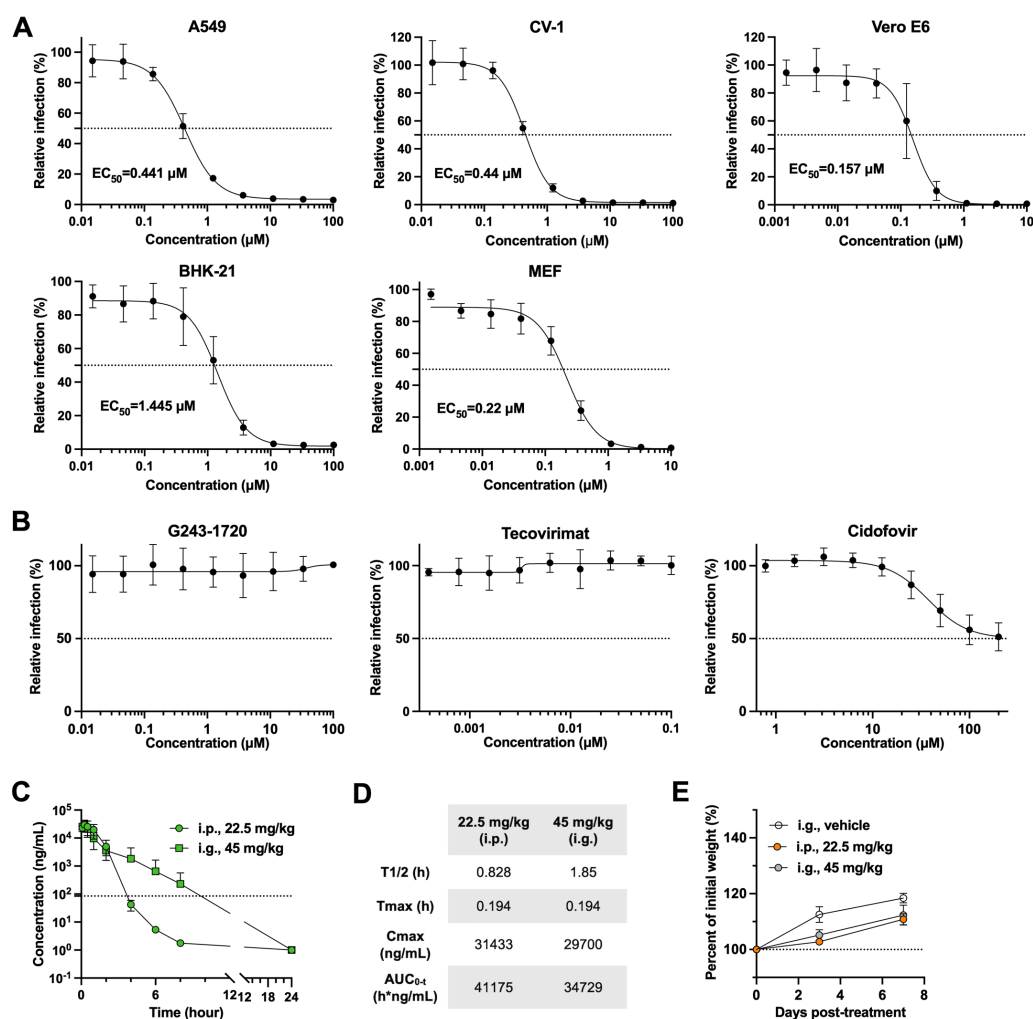 A
A549
Relative infection (%)
100
80
60
40
20
0
EC50=0.441 µM
0.01 0.1 1 10 100
Concentration (µM)
CV-1
Relative infection (%)
120
100
80
60
40
20
0
EC50=0.44 µM
0.01 0.1 1 10 100
Concentration (µM)
Vero E6
Relative infection (%)
120
100
80
60
40
20
0
EC50=0.157 µM
0.001 0.01 0.1 1 10
Concentration (µM)
BHK-21
Relative infection (%)
100
80
60
40
20
0
EC50=1.445 µM
0.01 0.1 1 10 100
Concentration (µM)
MEF
Relative infection (%)
100
80
60
40
20
0
EC50=0.22 µM
0.001 0.01 0.1 1 10
Concentration (µM)
B
G243-1720
Relative infection (%)
100
50
0
0.01 0.1 1 10 100
Concentration (µM)
Tecovirimat
Relative infection (%)
100
50
0
0.001 0.01 0.1
Concentration (µM)
Cidofovir
Relative infection (%)
100
50
0
1 10 100
Concentration (µM)
C
Concentration (ng/mL)
10^5
10^4
10^3
10^2
10^1
10^0
10^-1
i.p., 22.5 mg/kg
i.g., 45 mg/kg
0 6 12 12 18 24
Time (hour)
D
22.5 mg/kg (i.p.) 45 mg/kg (i.g.)
T1/2 (h) 0.828 1.85
Tmax (h) 0.194 0.194
Cmax (ng/mL) 31433 29700
AUC0-t (h*ng/mL) 41175 34729
E
Percent of initial weight (%)
140
120
100
i.g., vehicle
i.p., 22.5 mg/kg
i.g., 45 mg/kg
0 2 4 6 8
Days post-treatment